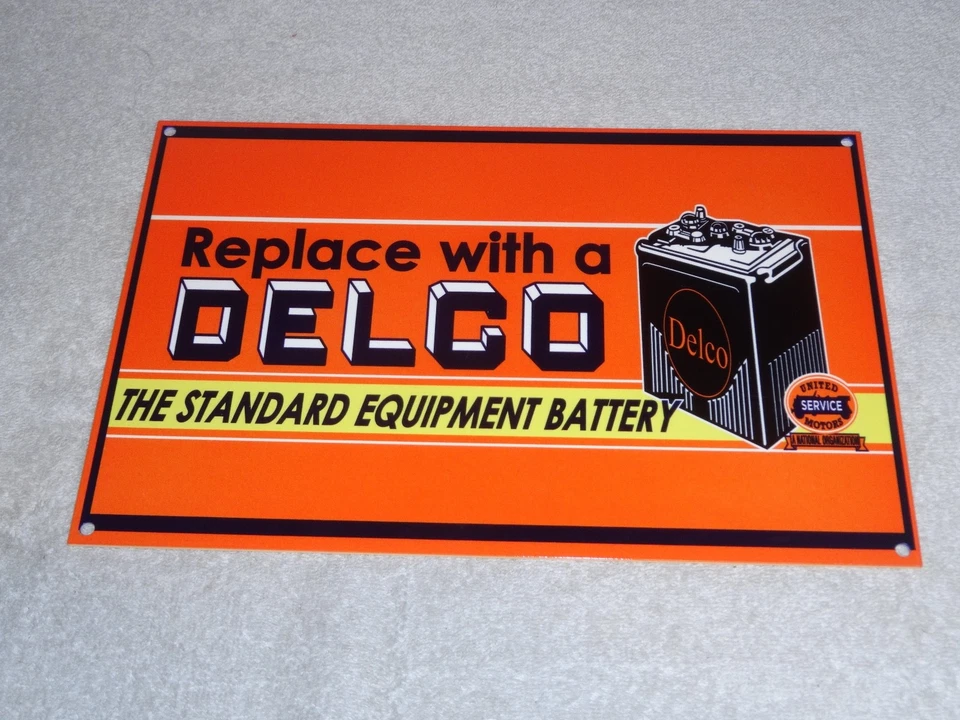 Replace with a
DELCO
THE STANDARD EQUIPMENT BATTERY
Delco
UNITED
SERVICE
MOTORS
A NATIONAL ORGANIZATION